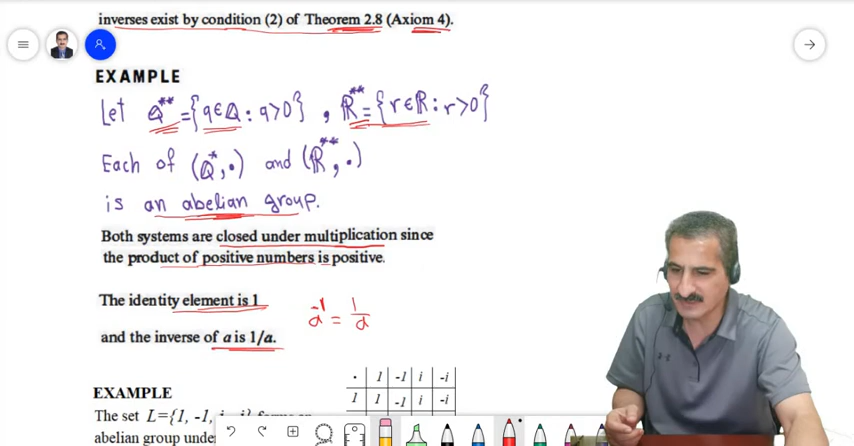 inverses exist by condition (2) of Theorem 2.8 (Axiom 4).
EXAMPLE
Let ℚ** = {q∈ℚ : q>0} , ℝ** = {r∈ℝ : r>0}
Each of (ℚ*, ·) and (ℝ**, ·)
is an abelian group.
Both systems are closed under multiplication since
the product of positive numbers is positive.
The identity element is 1
a⁻¹ = 1/a
and the inverse of a is 1/a.
· 1 -1 i -i
1 1 -1 i -i
EXAMPLE
The set L={1, -1,
abelian group under